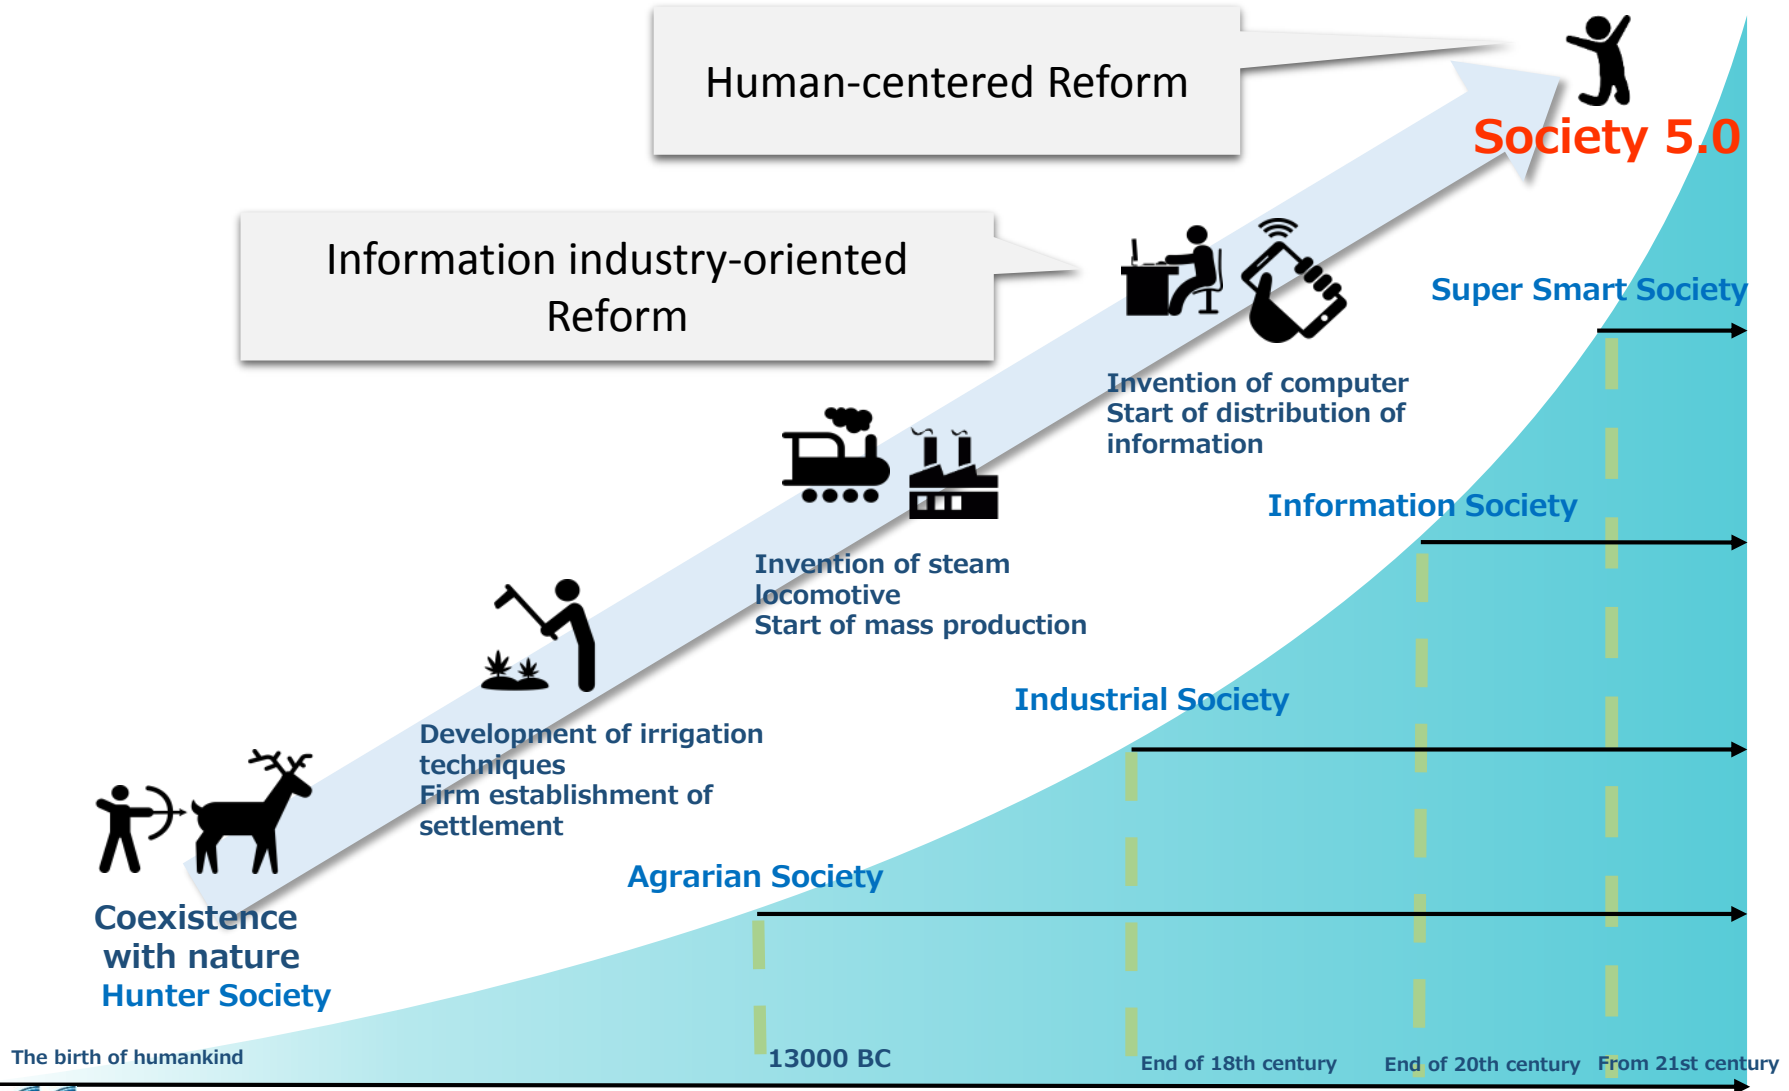 Human-centered Reform
Society 5.0
Information industry-oriented
Reform
Super Smart Society
Invention of computer
Start of distribution of
information
Information Society
Invention of steam
locomotive
Start of mass production
Industrial Society
Development of irrigation
techniques
Firm establishment of
settlement
Agrarian Society
Coexistence
with nature
Hunter Society
The birth of humankind
13000 BC
End of 18th century
End of 20th century
From 21st century